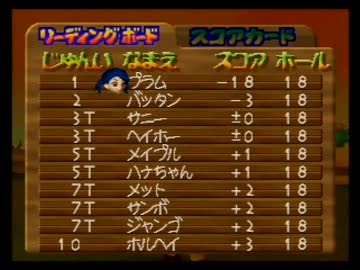 リーディングボード スコアカード
じゅんい なまえ スコア ホール
1 プラム -18 18
2 パッタン -3 18
3T サニー ±0 18
3T ヘイホー ±0 18
5T メイプル +1 18
5T ハナちゃん +1 18
7T メット +2 18
7T サンボ +2 18
7T ジャンゴ +2 18
10 ホルヘイ +3 18